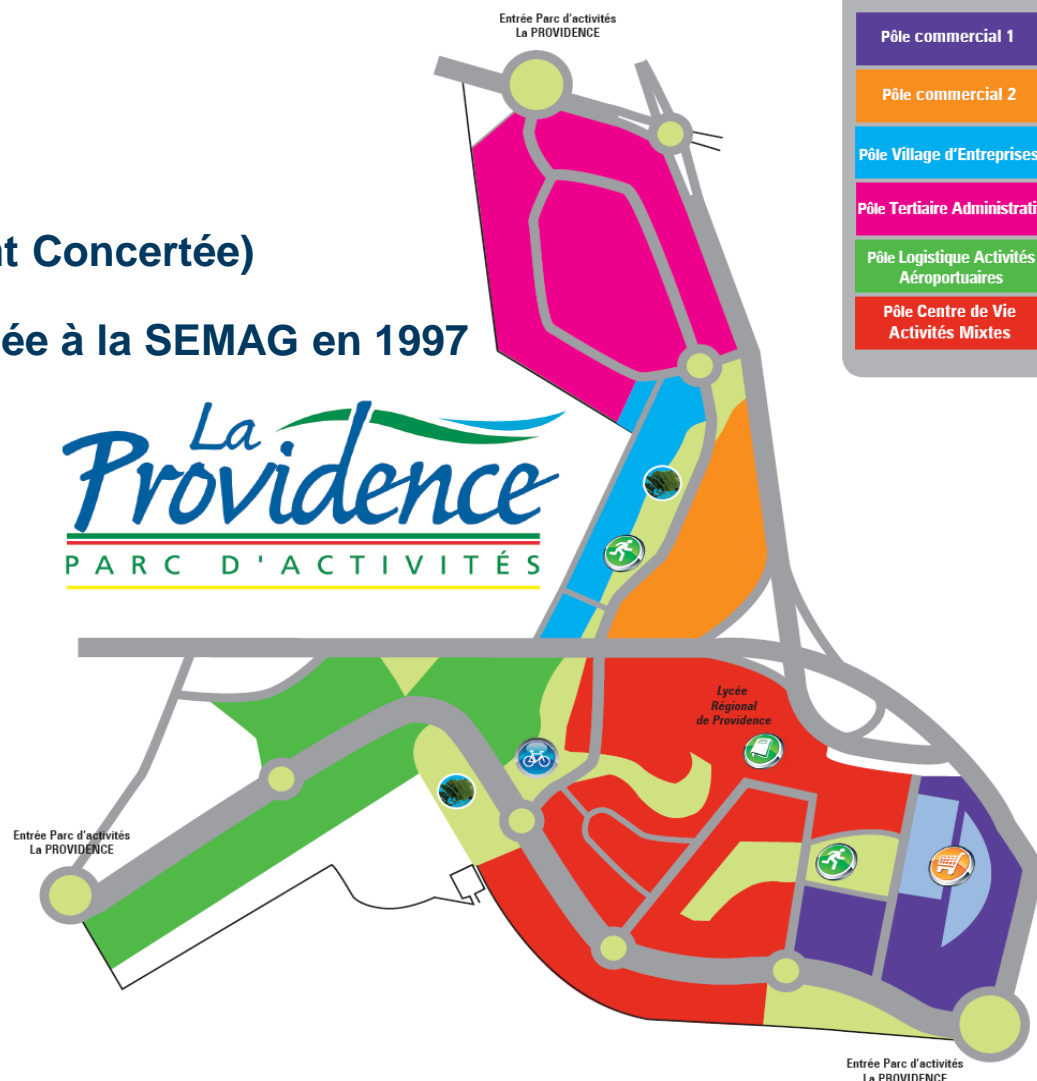 Entrée Parc d'activités
La PROVIDENCE
Pôle commercial 1
Pôle commercial 2
Pôle Village d'Entreprises
Pôle Tertiaire Administrati
Pôle Logistique Activités
Aéroportuaires
Pôle Centre de Vie
Activités Mixtes
t Concertée)
ée à la SEMAG en 1997
La
Providence
PARC D'ACTIVITÉS
Lycée
Régional
de Providence
Entrée Parc d'activités
La PROVIDENCE
Entrée Parc d'activités
La PROVIDENCE